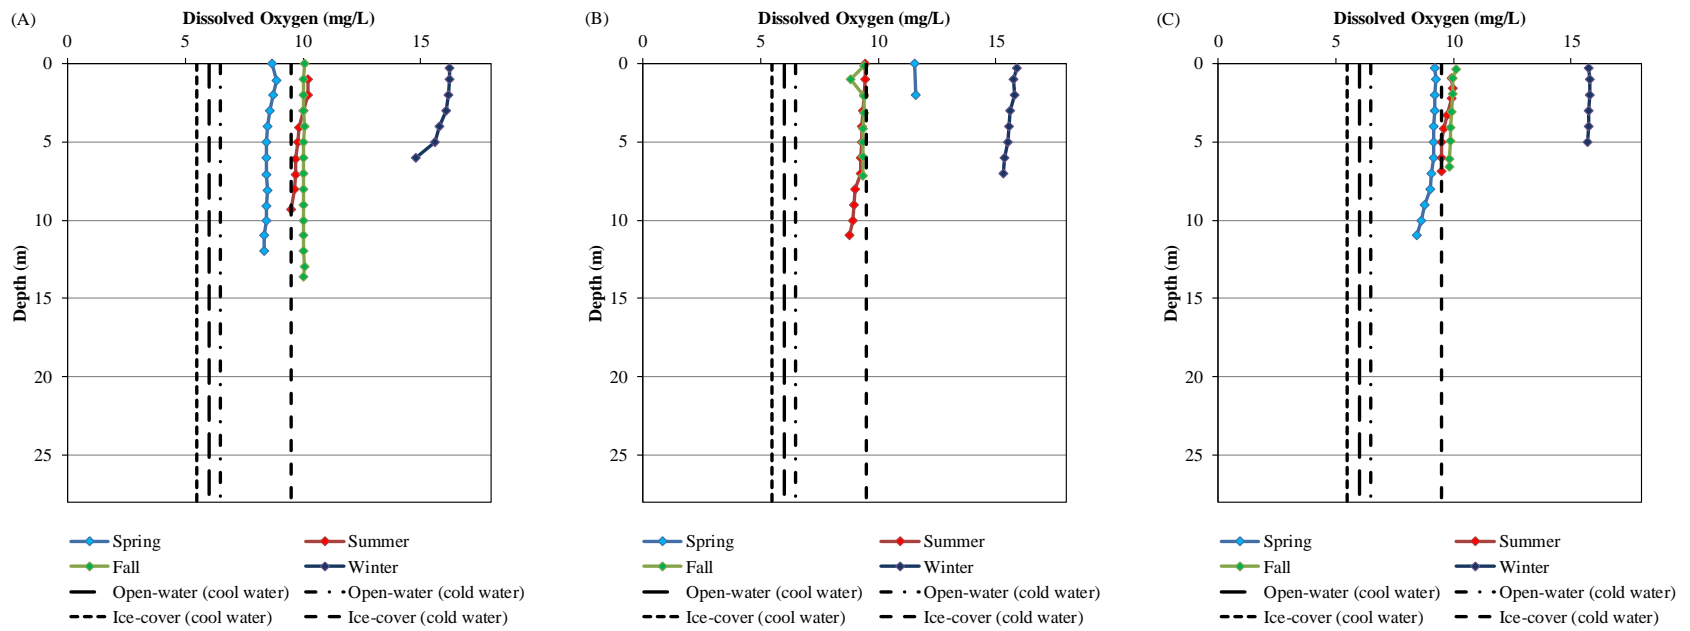 (A) Dissolved Oxygen (mg/L)
0 5 10 15
0
5
10
15
20
25
Depth (m)
Spring Summer
Fall Winter
Open-water (cool water) Open-water (cold water)
Ice-cover (cool water) Ice-cover (cold water)
(B) Dissolved Oxygen (mg/L)
0 5 10 15
0
5
10
15
20
25
Depth (m)
Spring Summer
Fall Winter
Open-water (cool water) Open-water (cold water)
Ice-cover (cool water) Ice-cover (cold water)
(C) Dissolved Oxygen (mg/L)
0 5 10 15
0
5
10
15
20
25
Depth (m)
Spring Summer
Fall Winter
Open-water (cool water) Open-water (cold water)
Ice-cover (cool water) Ice-cover (cold water)